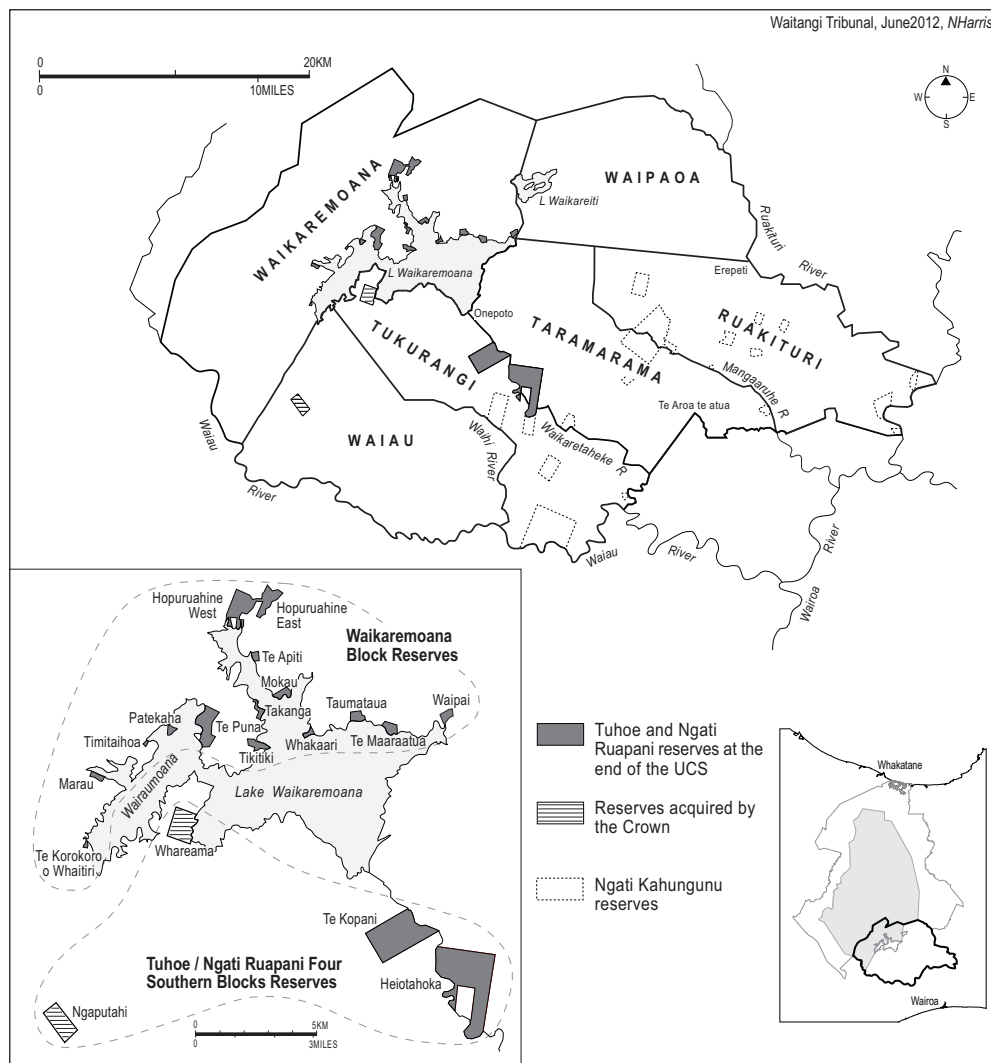 Waitangi Tribunal, June2012, NHarris
0
20KM
0
10MILES
N
W
E
S
WAIKAREMOANA
WAIPAOA
L Waikareiti
Ruakituri
River
L Waikaremoana
Erepeti
Onepoto
RUAKITURI
TUKURANGI
TARAMARAMA
Mangaaruhe R
Te Aroa te atua
Waiau
River
WAIAU
Waihi River
Waikaretaheke R
Waiau
River
Wairoa
River
Hopuruahine
West
Hopuruahine
East
Waikaremoana
Block Reserves
Te Apiti
Mokau
Takanga
Taumataua
Waipai
Patekaha
Te Puna
Timitaihoa
Tikitiki
Whakaari
Te Maaraatua
Marau
Wairaumoana
Lake Waikaremoana
Te Korokoro
o Whaitiri
Whareama
Te Kopani
Tuhoe / Ngati Ruapani Four
Southern Blocks Reserves
Heiotahoka
Ngaputahi
0
5KM
0
3MILES
Tuhoe and Ngati
Ruapani reserves at the
end of the UCS
Reserves acquired by
the Crown
Ngati Kahungunu
reserves
Whakatane
Wairoa